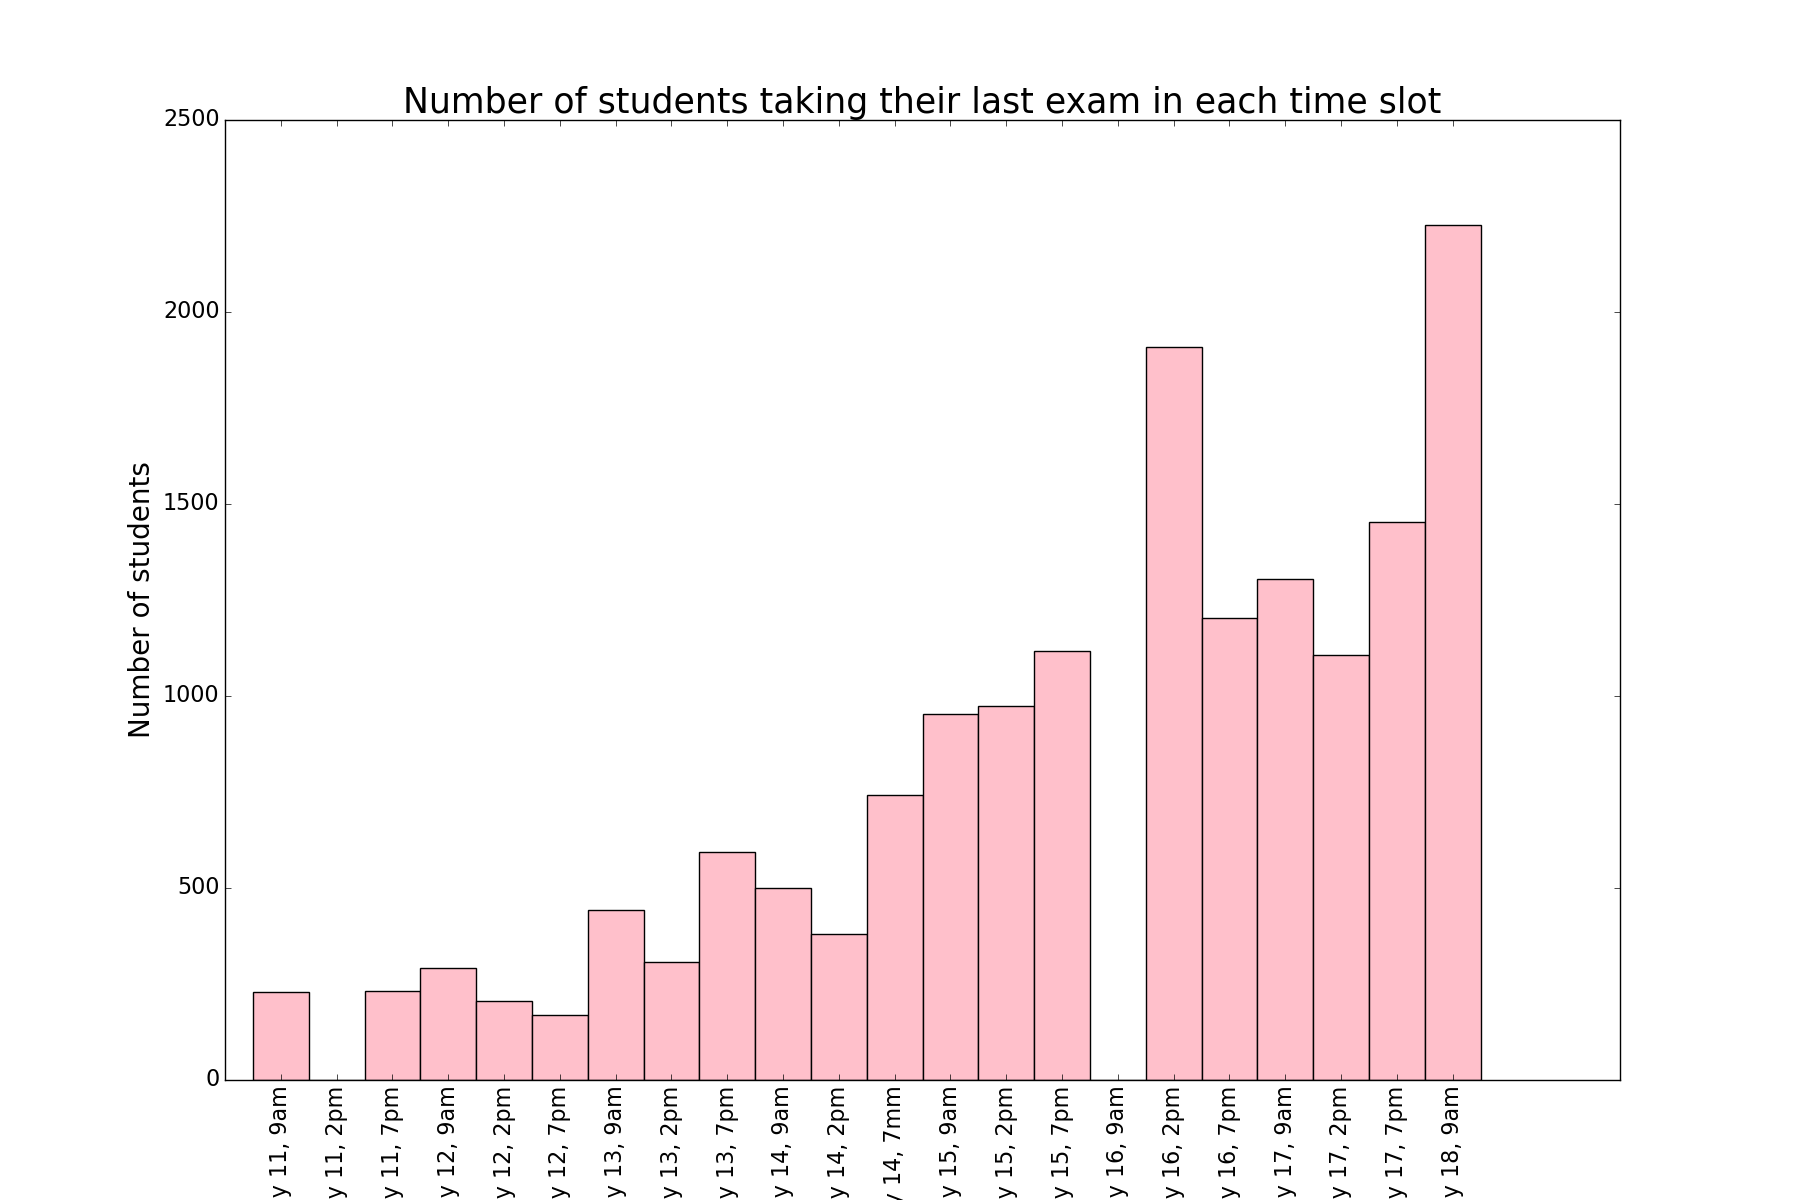 Number of students taking their last exam in each time slot
2500
2000
1500
1000
500
0
Number of students
y 11, 9am
y 11, 2pm
y 11, 7pm
y 12, 9am
y 12, 2pm
y 12, 7pm
y 13, 9am
y 13, 2pm
y 13, 7pm
y 14, 9am
y 14, 2pm
y 14, 7mm
y 15, 9am
y 15, 2pm
y 15, 7pm
y 16, 9am
y 16, 2pm
y 16, 7pm
y 17, 9am
y 17, 2pm
y 17, 7pm
y 18, 9am